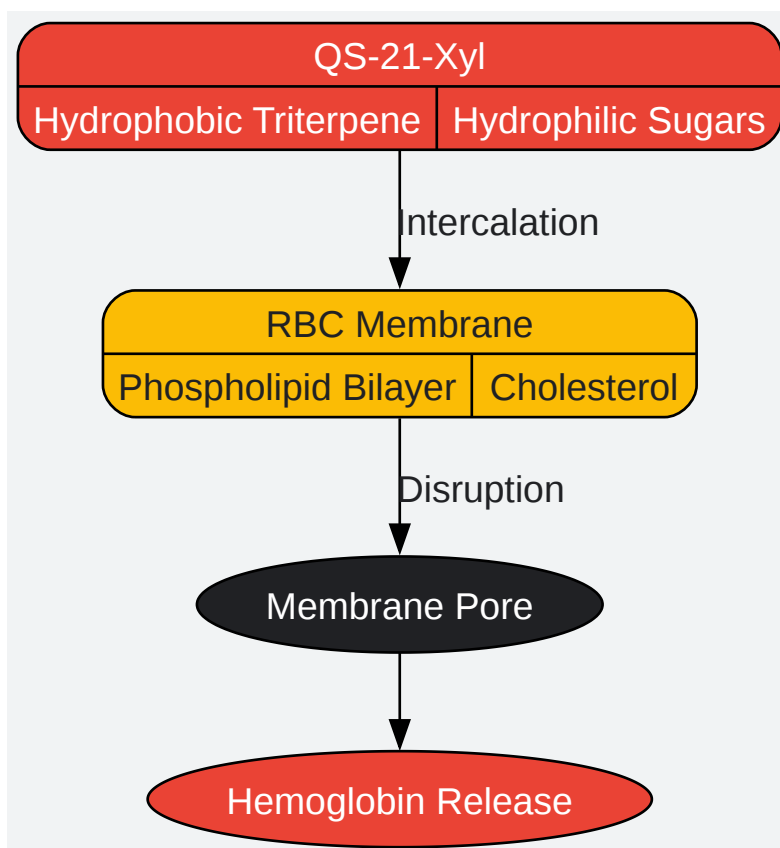 QS-21-Xyl
Hydrophobic Triterpene Hydrophilic Sugars
Intercalation
RBC Membrane
Phospholipid Bilayer Cholesterol
Disruption
Membrane Pore
Hemoglobin Release